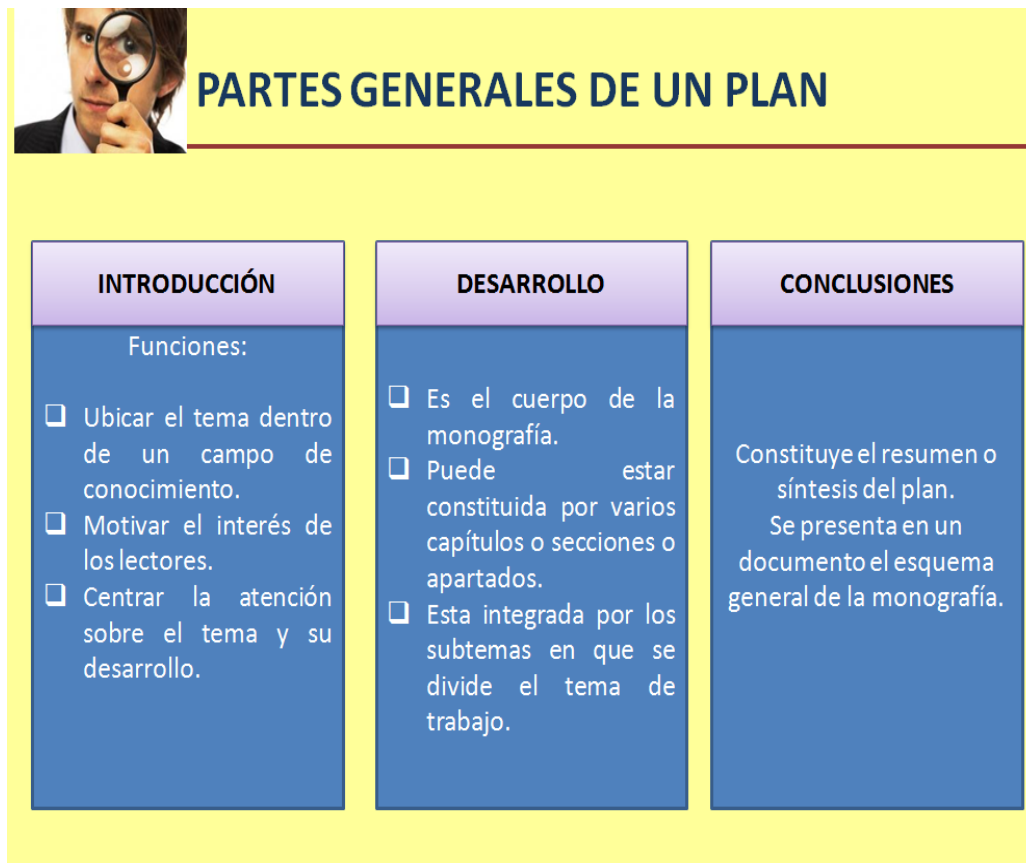 PARTES GENERALES DE UN PLAN
INTRODUCCIÓN
Funciones:
❑ Ubicar el tema dentro
de un campo de
conocimiento.
❑ Motivar el interés de
los lectores.
❑ Centrar la atención
sobre el tema y su
desarrollo.
DESARROLLO
❑ Es el cuerpo de la
monografía.
❑ Puede estar
constituida por varios
capítulos o secciones o
apartados.
❑ Esta integrada por los
subtemas en que se
divide el tema de
trabajo.
CONCLUSIONES
Constituye el resumen o
síntesis del plan.
Se presenta en un
documento el esquema
general de la monografía.